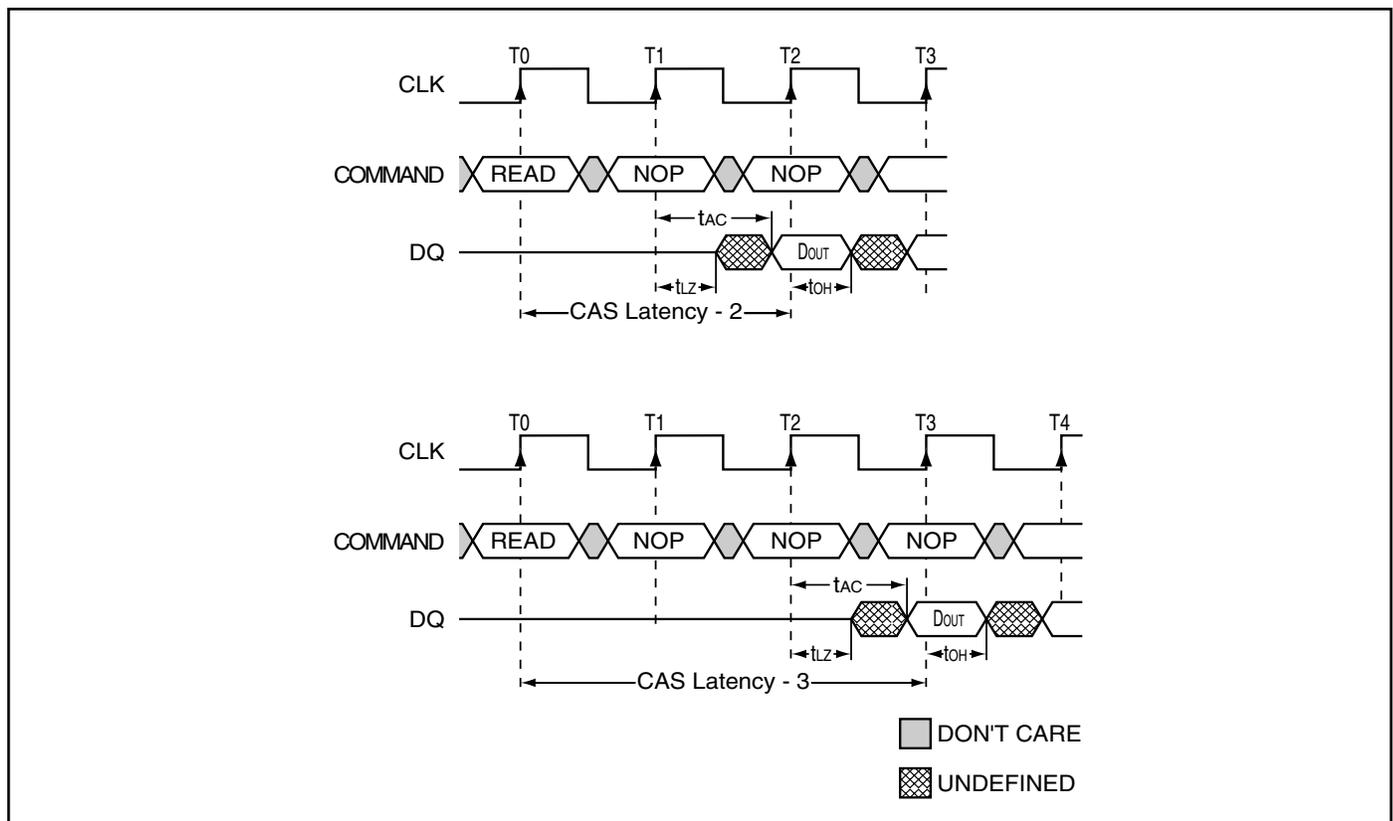 T0 T1 T2 T3
CLK
COMMAND READ NOP NOP
tAC
DQ DOUT
tLZ tOH
CAS Latency - 2
T0 T1 T2 T3 T4
CLK
COMMAND READ NOP NOP NOP
tAC
DQ DOUT
tLZ tOH
CAS Latency - 3
DON'T CARE
UNDEFINED